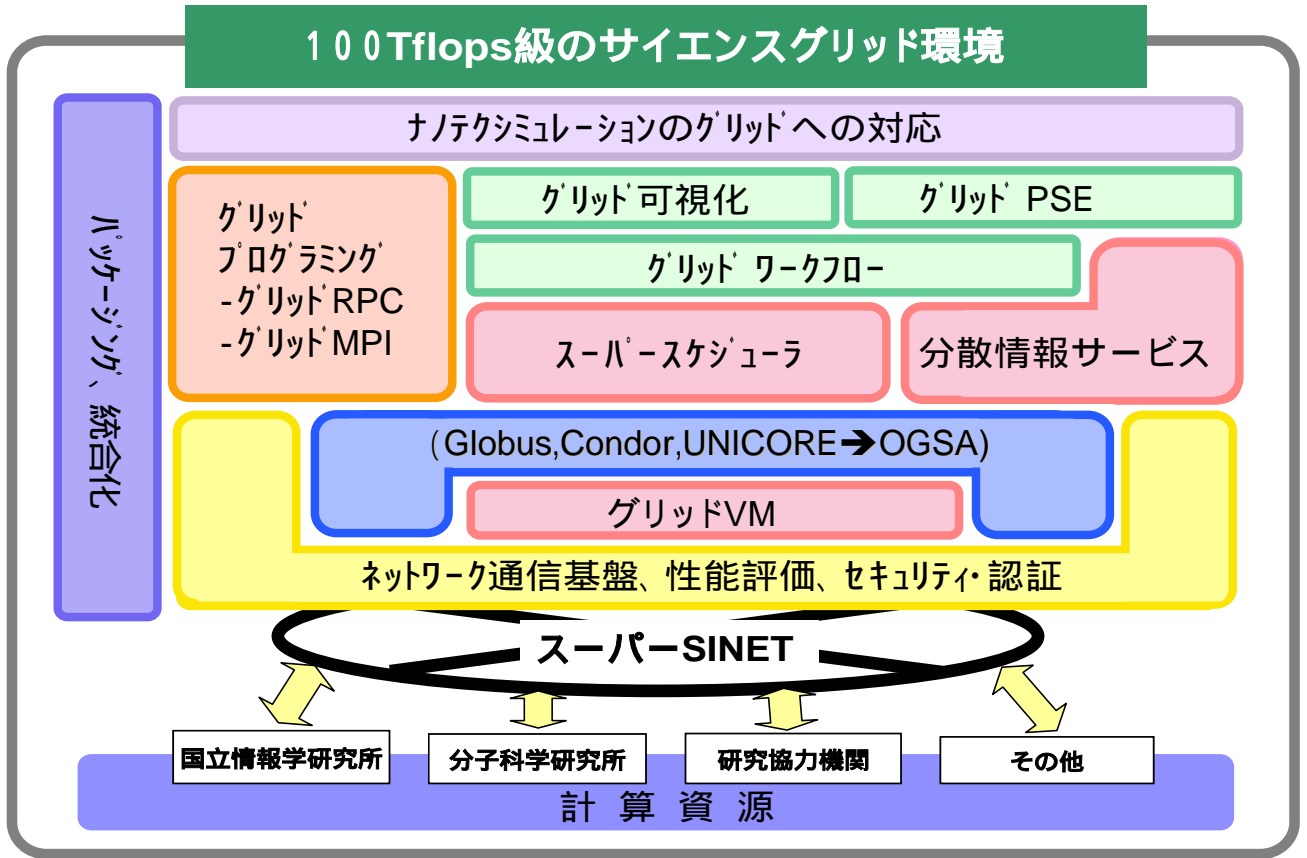 100Tflops級のサイエンスグリッド環境
ナノテクシミュレーションのグリッドへの対応
パッケージング、統合化
グリッド
プログラミング
-グリッドRPC
-グリッドMPI
グリッド可視化
グリッド PSE
グリッド ワークフロー
スーパースケジューラ
分散情報サービス
(Globus,Condor,UNICORE➔OGSA)
グリッドVM
ネットワーク通信基盤、性能評価、セキュリティ・認証
スーパーSINET
国立情報学研究所
分子科学研究所
研究協力機関
その他
計 算 資 源